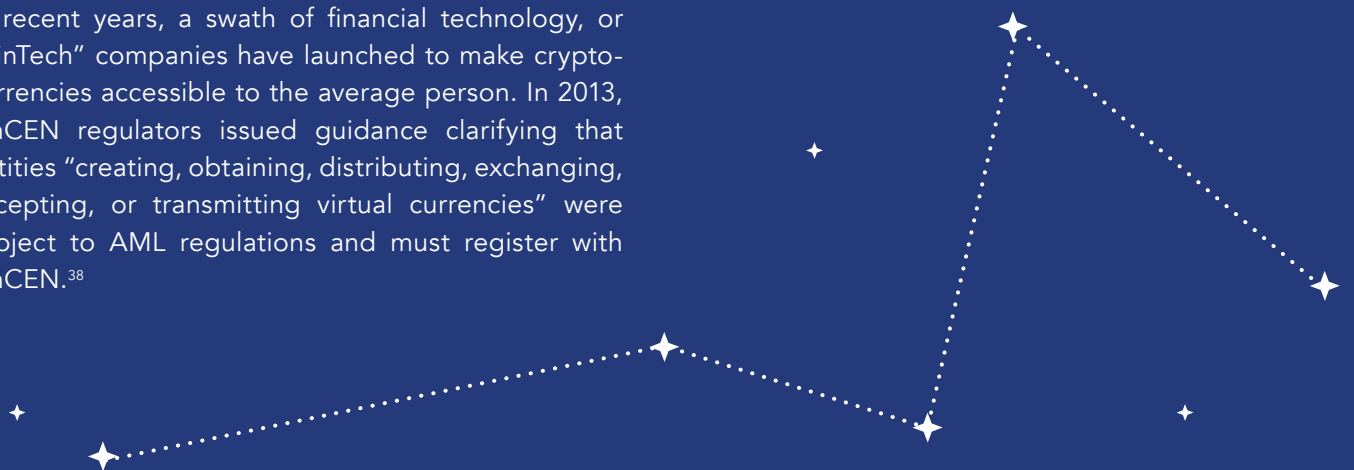 recent years, a swath of financial technology, or
inTech” companies have launched to make crypto-
rrencies accessible to the average person. In 2013,
nCEN regulators issued guidance clarifying that
tities “creating, obtaining, distributing, exchanging,
cepting, or transmitting virtual currencies” were
bject to AML regulations and must register with
nCEN.38